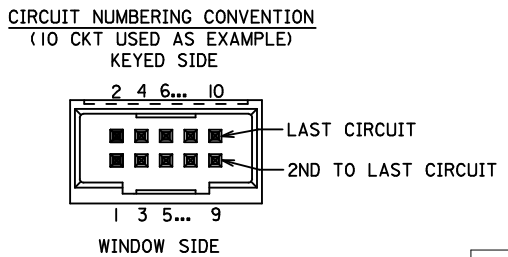 CIRCUIT NUMBERING CONVENTION
(10 CKT USED AS EXAMPLE)
KEYED SIDE
2 4 6... 10
LAST CIRCUIT
2ND TO LAST CIRCUIT
1 3 5... 9
WINDOW SIDE